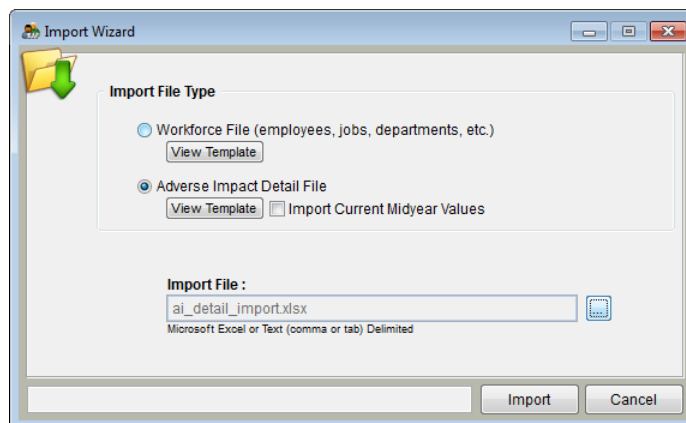 Import Wizard
Import File Type
Workforce File (employees, jobs, departments, etc.)
View Template
Adverse Impact Detail File
View Template Import Current Midyear Values
Import File :
ai_detail_import.xlsx ...
Microsoft Excel or Text (comma or tab) Delimited
Import Cancel